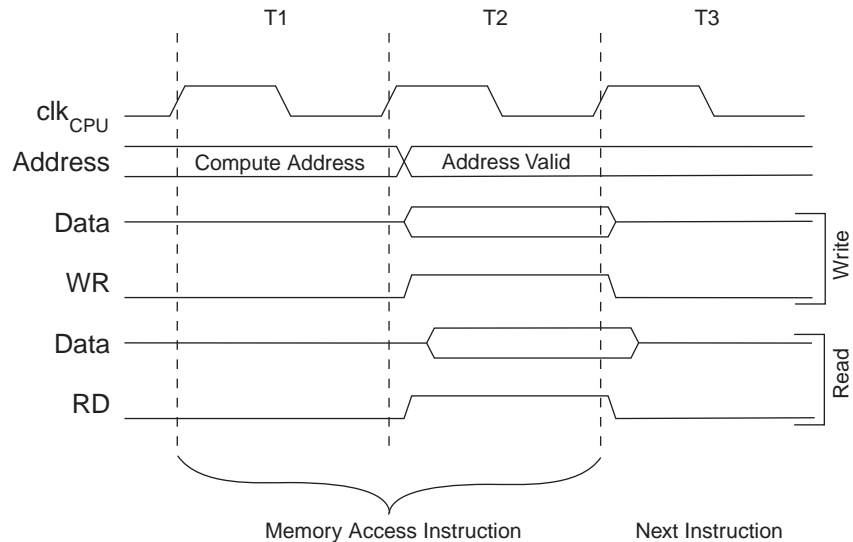 T1 T2 T3
clkCPU
Address Compute Address Address Valid
Data
WR
Write
Data
RD
Read
Memory Access Instruction Next Instruction